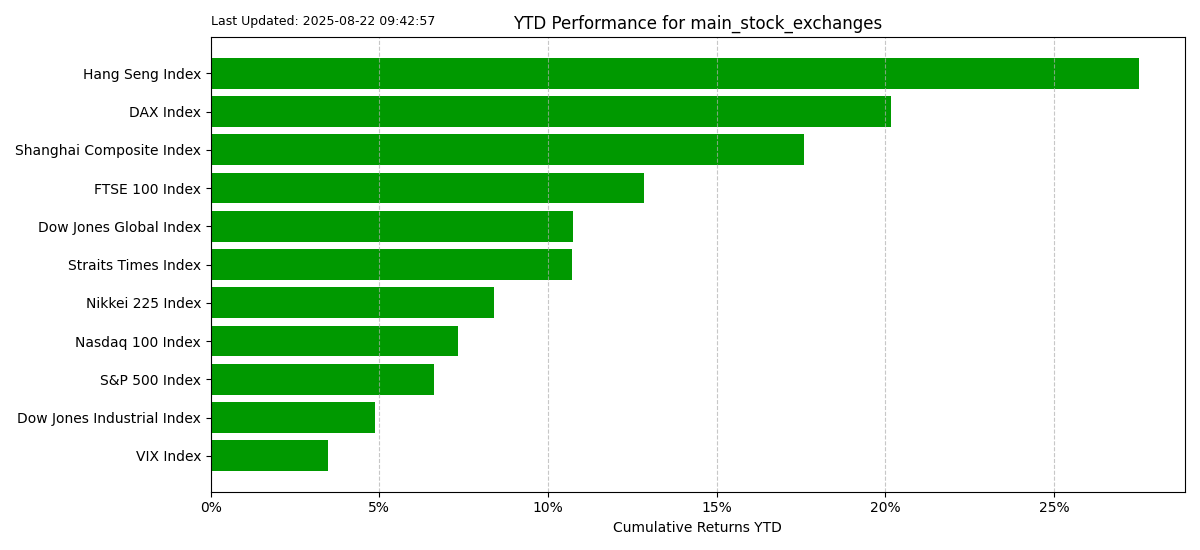 Last Updated: 2025-08-22 09:42:57
YTD Performance for main_stock_exchanges
Hang Seng Index
DAX Index
Shanghai Composite Index
FTSE 100 Index
Dow Jones Global Index
Straits Times Index
Nikkei 225 Index
Nasdaq 100 Index
S&P 500 Index
Dow Jones Industrial Index
VIX Index
0% 5% 10% 15% 20% 25%
Cumulative Returns YTD